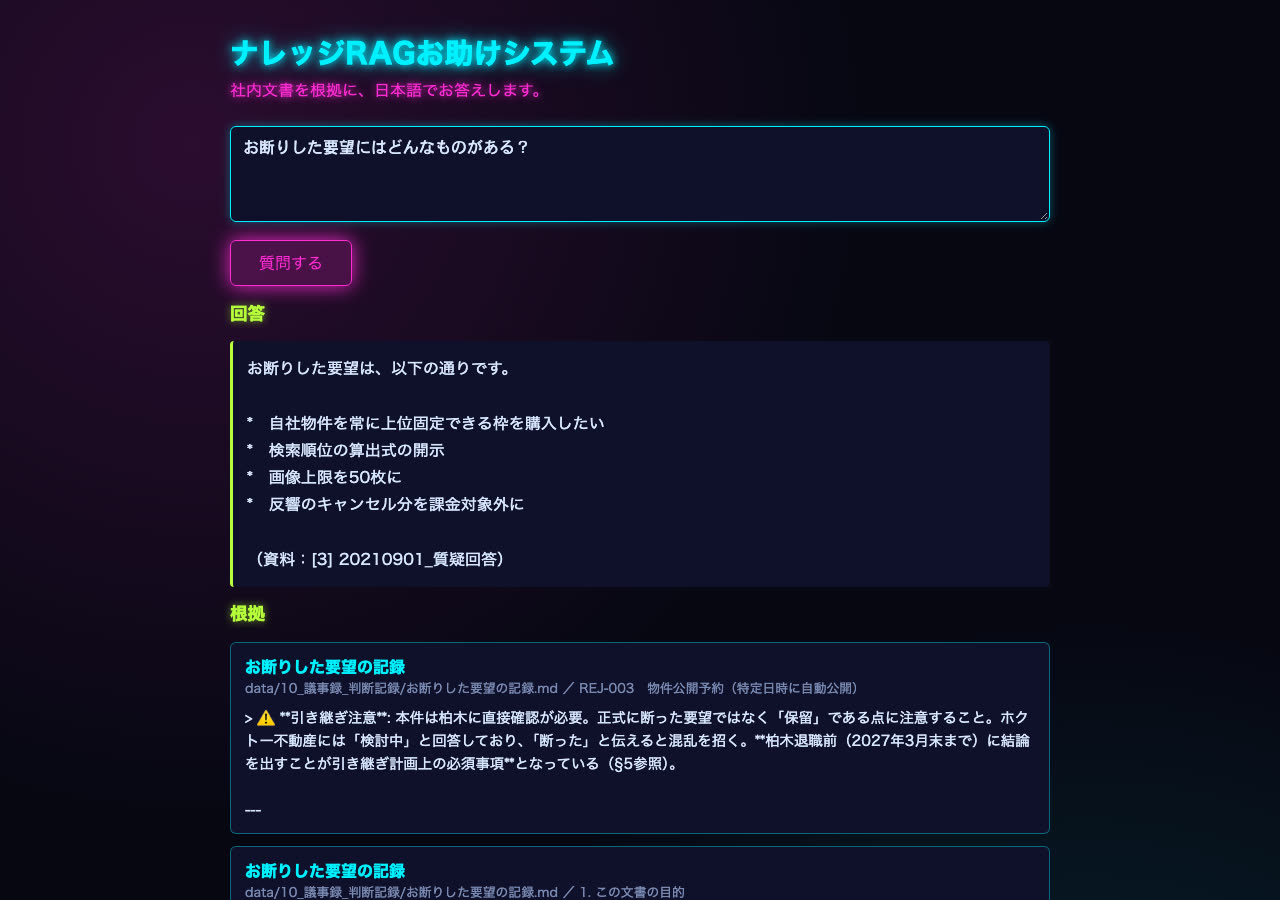 ナレッジRAGお助けシステム
社内文書を根拠に、日本語でお答えします。
お断りした要望にはどんなものがある？
質問する
回答
お断りした要望は、以下の通りです。
* 自社物件を常に上位固定できる枠を購入したい
* 検索順位の算出式の開示
* 画像上限を50枚に
* 反響のキャンセル分を課金対象外に
（資料：[3] 20210901_質疑回答）
根拠
お断りした要望の記録
data/10_議事録_判断記録/お断りした要望の記録.md ／ REJ-003　物件公開予約（特定日時に自動公開）
> ⚠️ **引き継ぎ注意**: 本件は柏木に直接確認が必要。正式に断った要望ではなく「保留」である点に注意すること。ホク
トー不動産には「検討中」と回答しており、「断った」と伝えると混乱を招く。**柏木退職前（2027年3月末まで）に結論
を出すことが引き継ぎ計画上の必須事項**となっている（§5参照）。
---
お断りした要望の記録
data/10_議事録_判断記録/お断りした要望の記録.md ／ 1. この文書の目的